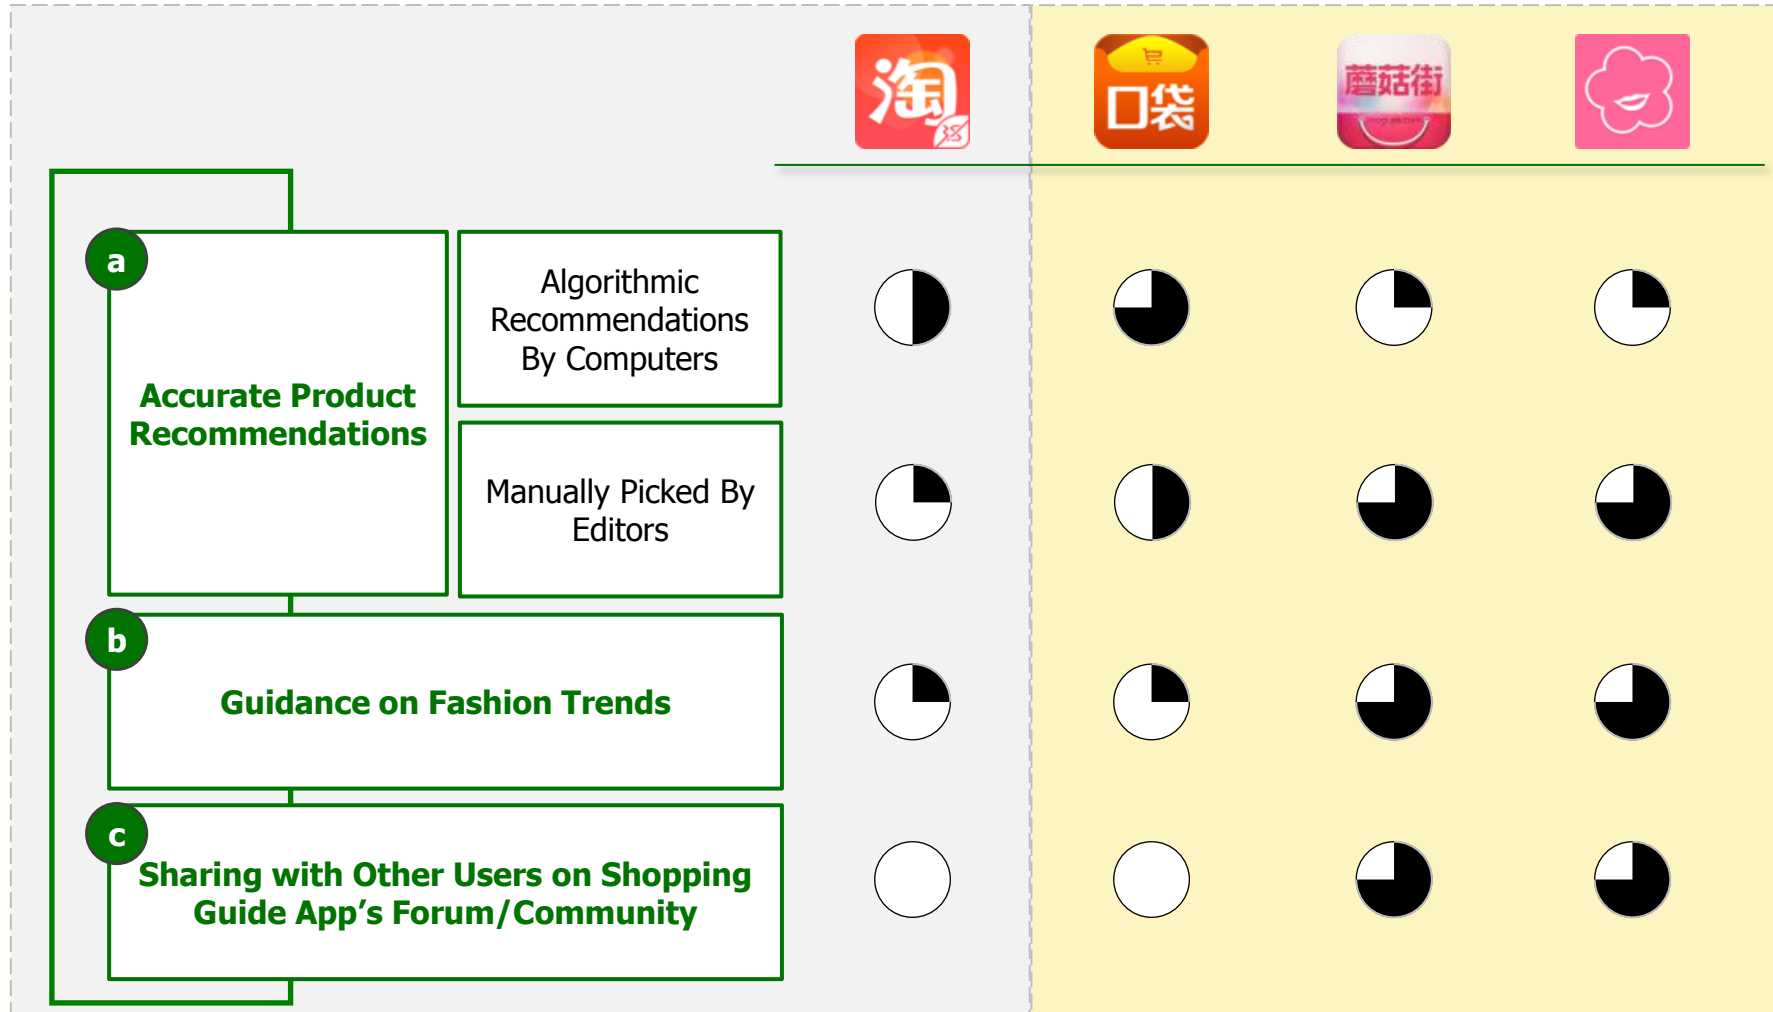 淘
口袋
蘑菇街
a
Accurate Product
Recommendations
Algorithmic
Recommendations
By Computers
Manually Picked By
Editors
b
Guidance on Fashion Trends
c
Sharing with Other Users on Shopping
Guide App’s Forum/Community